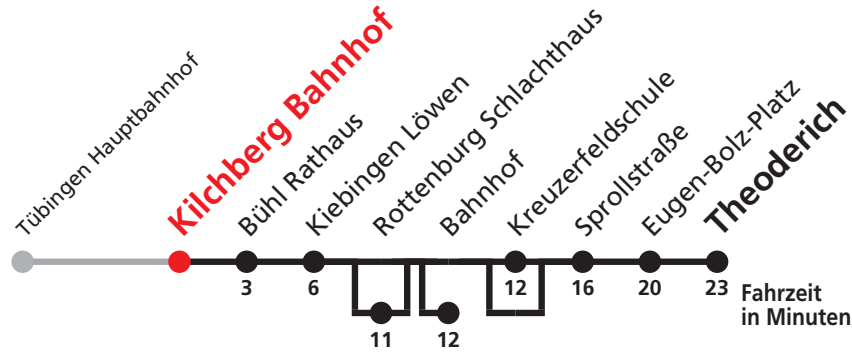 Tübingen Hauptbahnhof
Kilchberg Bahnhof
Bühl Rathaus
Kiebingen Löwen
Rottenburg Schlachthaus
Bahnhof
Kreuzerfeldschule
Sprollstraße
Eugen-Bolz-Platz
Theoderich
3
6
11
12
12
16
20
23
Fahrzeit
in Minuten